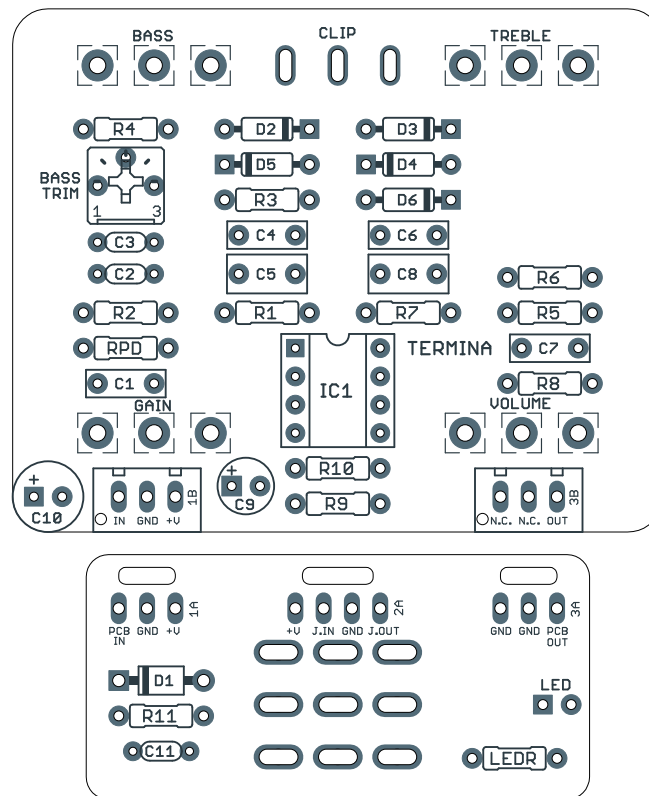 BASS CLIP TREBLE
R4 D2 D3
D5 D4
BASS
TRIM
R3 D6
1 3
C3 C4 C6
C2 C5 C8 R6
R2 R1 R7 R5
RPD TERMINA C7
C1 IC1 R8
GAIN VOLUME
+ + R10
C10 C9 R9
IN GND +V 1B
N.C. N.C. OUT 3B
1A 2A 3A
PCB GND +V
IN
+V J.IN GND J.OUT
GND GND PCB
OUT
D1 LED
R11
C11 LEDR